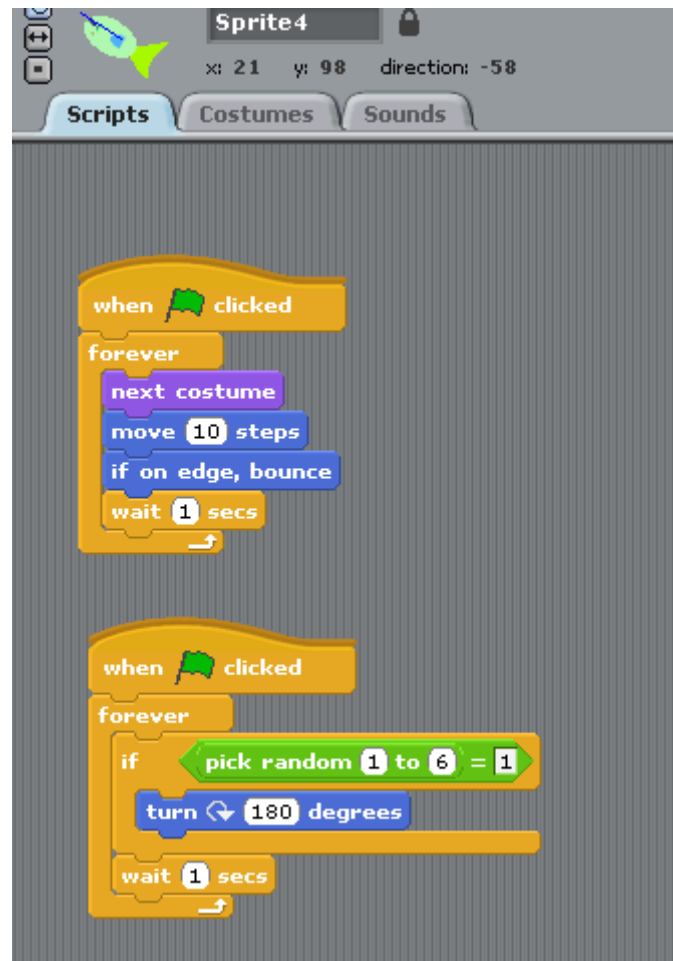 Sprite4
x: 21 y: 98 direction: -58
Scripts Costumes Sounds
when clicked
forever
next costume
move 10 steps
if on edge, bounce
wait 1 secs
when clicked
forever
if pick random 1 to 6 = 1
turn 180 degrees
wait 1 secs